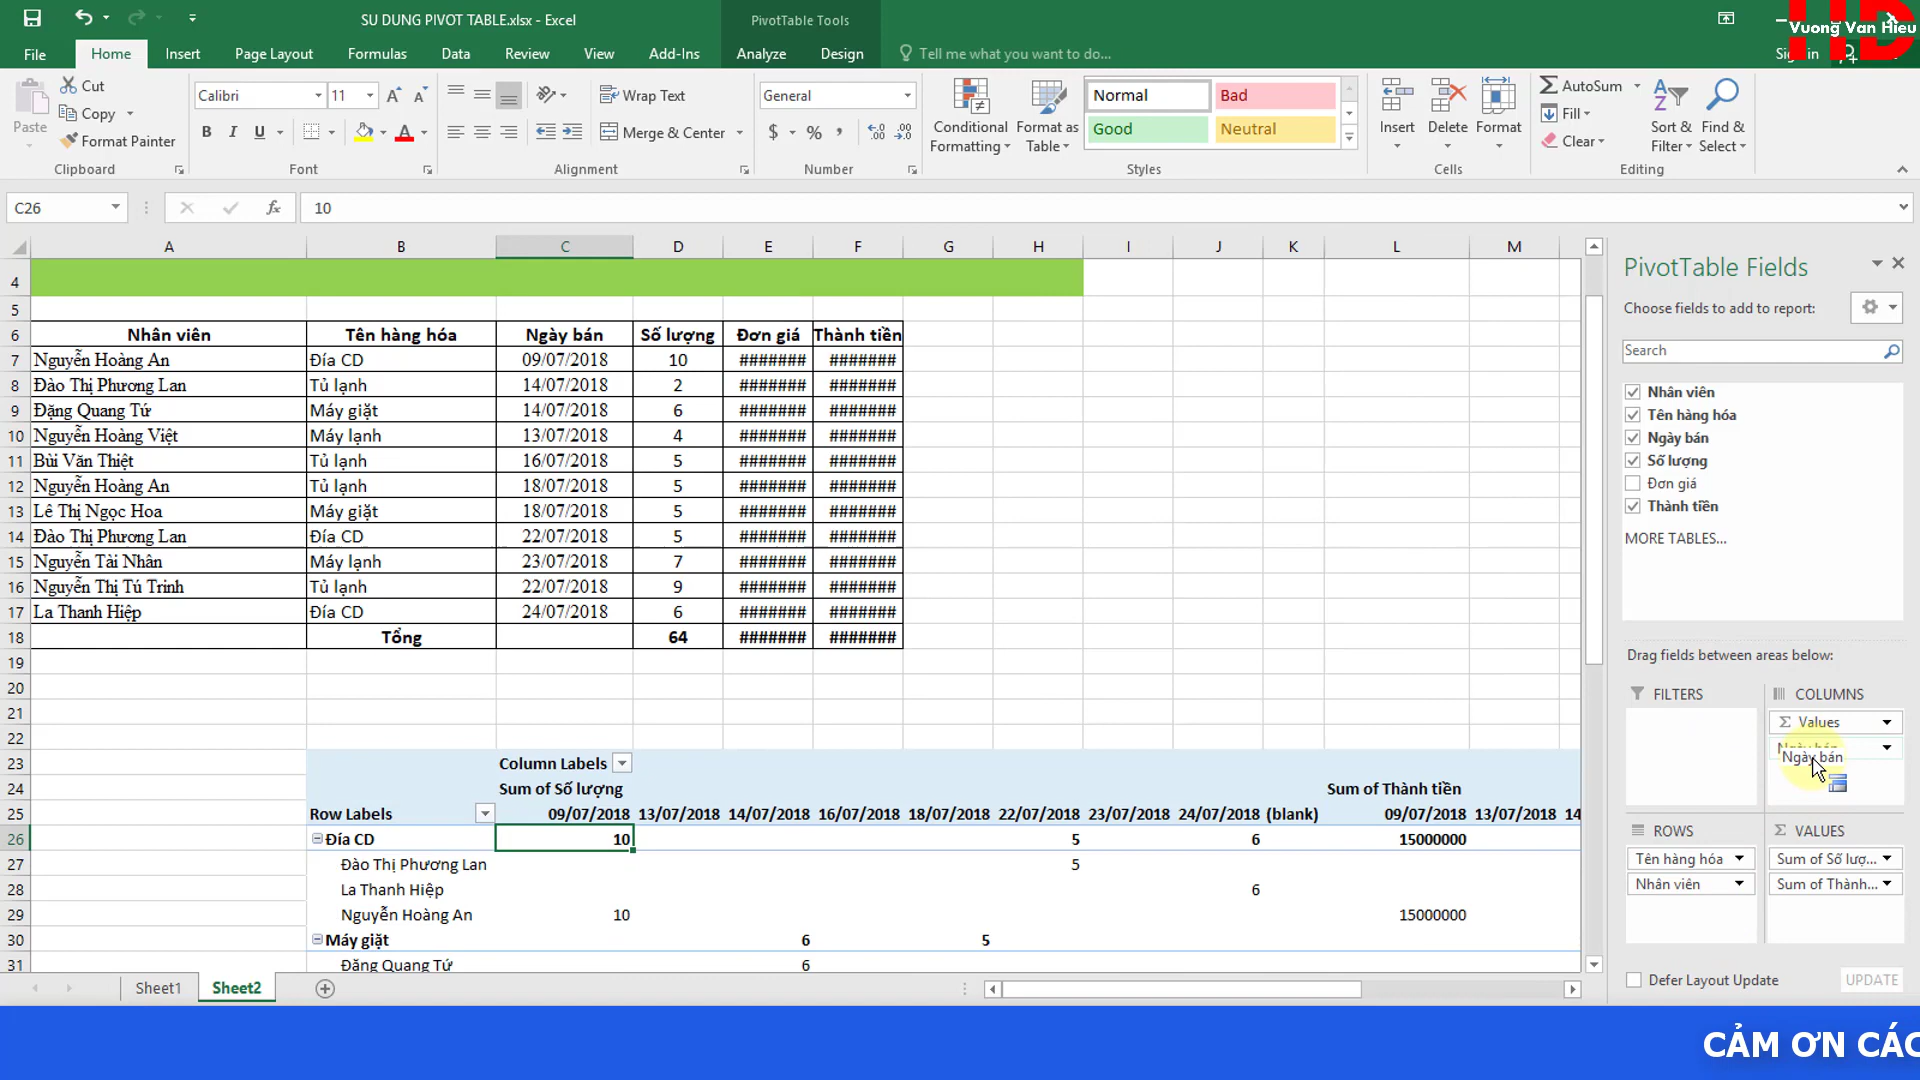 SU DUNG PIVOT TABLE.xlsx - Excel
PivotTable Tools
Vuong Van Hieu
File Home Insert Page Layout Formulas Data Review View Add-Ins Analyze Design Tell me what you want to do...
Paste
Cut
Copy
Format Painter
Clipboard
Calibri 11
B I U
Font
Wrap Text
Merge & Center
Alignment
General
$ %
Number
Conditional Formatting
Format as Table
Normal Bad
Good Neutral
Styles
Insert Delete Format
Cells
AutoSum
Fill
Clear
Sort & Filter
Find & Select
Editing
C26 fx 10
A B C D E F G H I J K L M
4
5
6 Nhân viên Tên hàng hóa Ngày bán Số lượng Đơn giá Thành tiền
7 Nguyễn Hoàng An Đía CD 09/07/2018 10 ####### #######
8 Đào Thị Phương Lan Tủ lạnh 14/07/2018 2 ####### #######
9 Đặng Quang Tứ Máy giặt 14/07/2018 6 ####### #######
10 Nguyễn Hoàng Việt Máy lạnh 13/07/2018 4 ####### #######
11 Bùi Văn Thiệt Tủ lạnh 16/07/2018 5 ####### #######
12 Nguyễn Hoàng An Tủ lạnh 18/07/2018 5 ####### #######
13 Lê Thị Ngọc Hoa Máy giặt 18/07/2018 5 ####### #######
14 Đào Thị Phương Lan Đía CD 22/07/2018 5 ####### #######
15 Nguyễn Tài Nhân Máy lạnh 23/07/2018 7 ####### #######
16 Nguyễn Thị Tú Trinh Tủ lạnh 22/07/2018 9 ####### #######
17 La Thanh Hiệp Đía CD 24/07/2018 6 ####### #######
18 Tổng 64 ####### #######
19
20
21
22
23 Column Labels
24 Sum of Số lượng Sum of Thành tiền
25 Row Labels 09/07/2018 13/07/2018 14/07/2018 16/07/2018 18/07/2018 22/07/2018 23/07/2018 24/07/2018 (blank) 09/07/2018 13/07/2018 14
26 Đía CD 10 5 6 15000000
27 Đào Thị Phương Lan 5
28 La Thanh Hiệp 6
29 Nguyễn Hoàng An 10 15000000
30 Máy giặt 6 5
31 Đặng Quang Tứ 6
Sheet1 Sheet2
PivotTable Fields
Choose fields to add to report:
Search
Nhân viên
Tên hàng hóa
Ngày bán
Số lượng
Đơn giá
Thành tiền
MORE TABLES...
Drag fields between areas below:
FILTERS COLUMNS
Σ Values
Ngày bán
Ngày bán
ROWS Σ VALUES
Tên hàng hóa Sum of Số lượ...
Nhân viên Sum of Thành...
Defer Layout Update UPDATE
CẢM ƠN CÁC